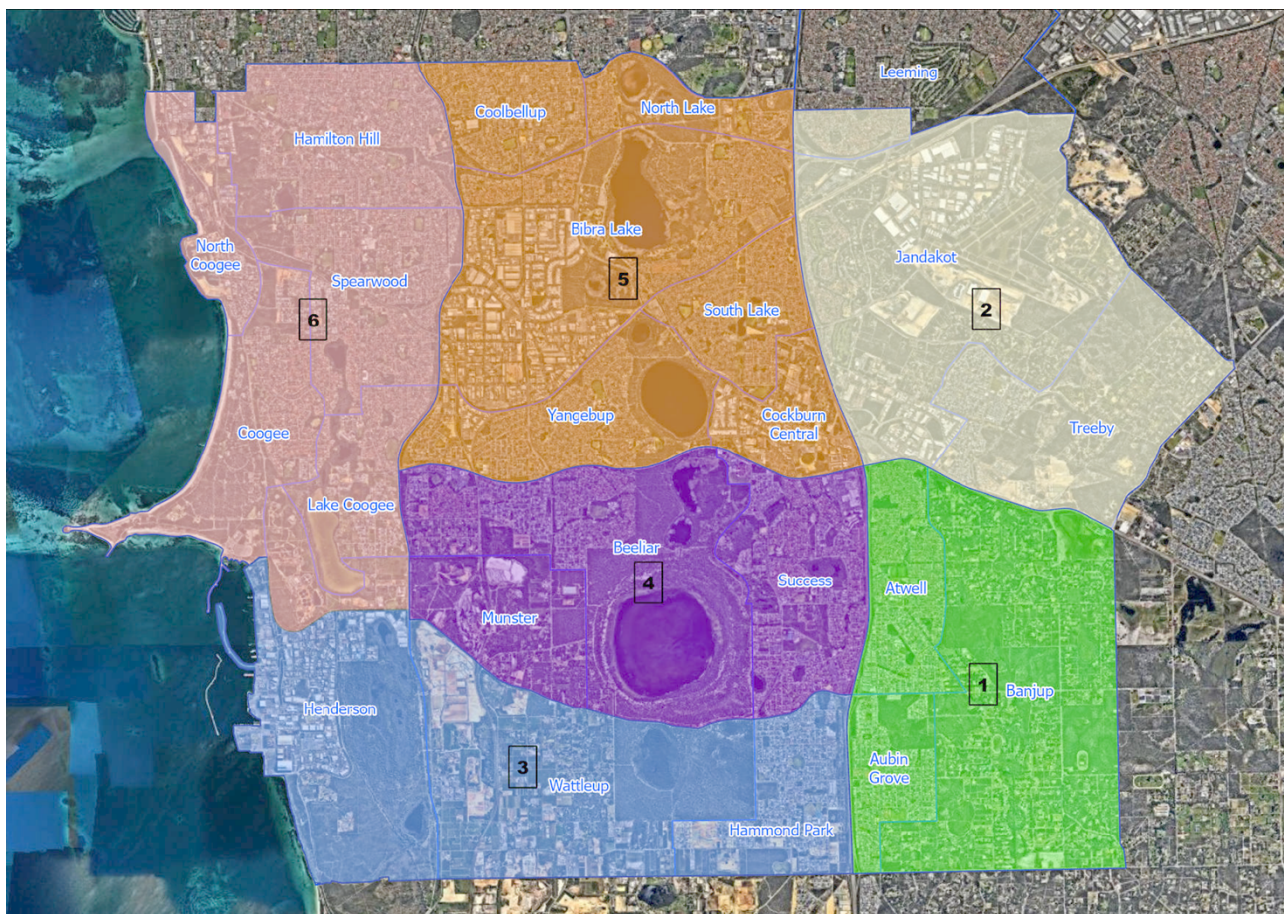 Leeming
Coolbellup
North Lake
Hamilton Hill
Bibra Lake
North
Coogee
Spearwood
Jandakot
5
6
South Lake
2
Yangebup
Cockburn
Central
Coogee
Treeby
Lake Coogee
Beeliar
4
Success
Atwell
Munster
1
Banjup
Henderson
3
Wattleup
Aubin
Grove
Hammond Park